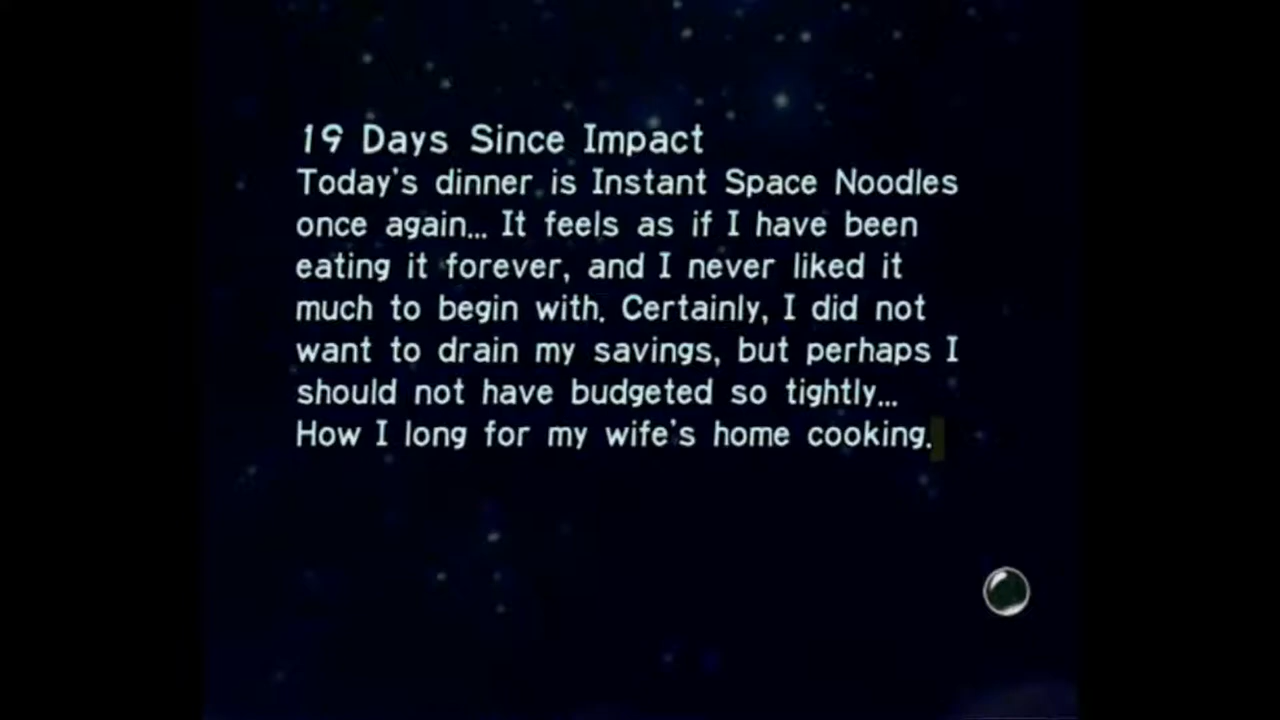 19 Days Since Impact
Today's dinner is Instant Space Noodles
once again... It feels as if I have been
eating it forever, and I never liked it
much to begin with. Certainly, I did not
want to drain my savings, but perhaps I
should not have budgeted so tightly...
How I long for my wife's home cooking.